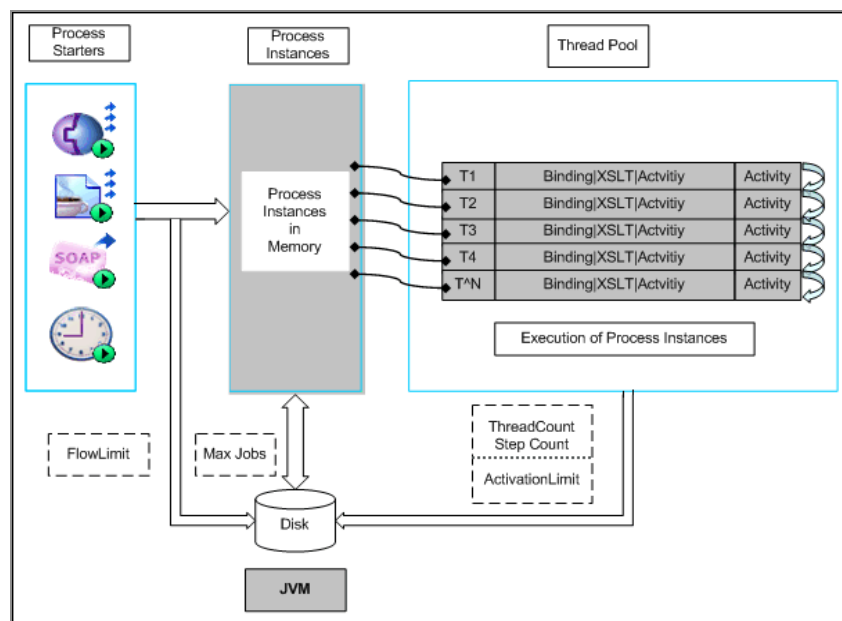 Process
Starters
Process
Instances
Thread Pool
SOAP
Process
Instances
in
Memory
T1 Binding|XSLT|Actvitiy Activity
T2 Binding|XSLT|Actvitiy Activity
T3 Binding|XSLT|Actvitiy Activity
T4 Binding|XSLT|Actvitiy Activity
T^N Binding|XSLT|Actvitiy Activity
Execution of Process Instances
FlowLimit
Max Jobs
ThreadCount
Step Count
ActivationLimit
Disk
JVM